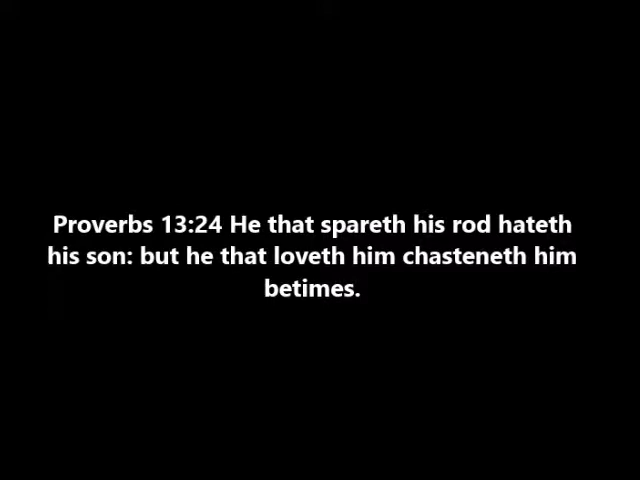 Proverbs 13:24 He that spareth his rod hateth
his son: but he that loveth him chasteneth him
betimes.